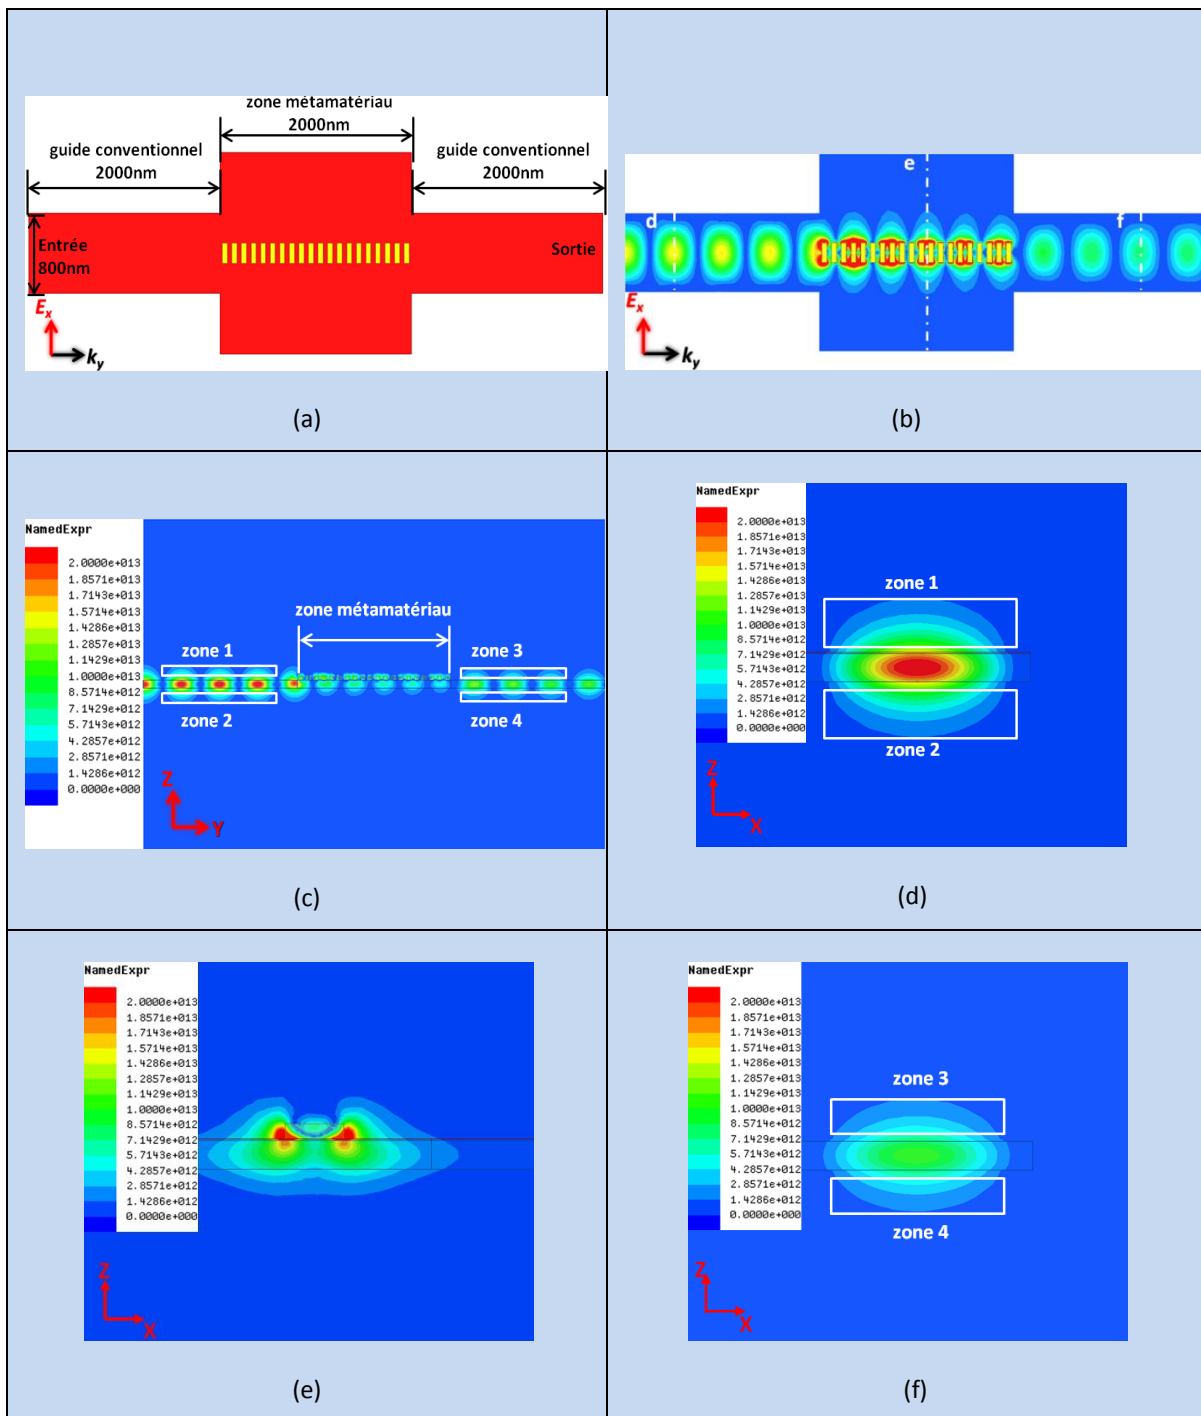 zone métamatériau
2000nm
guide conventionnel
2000nm
guide conventionnel
2000nm
Entrée
800nm
Sortie
Ex
ky
(a)
e
d
f
Ex
ky
(b)
NamedExpr
2.0000e+013
1.8571e+013
1.7143e+013
1.5714e+013
1.4286e+013
1.2857e+013
1.1429e+013
1.0000e+013
8.5714e+012
7.1429e+012
5.7143e+012
4.2857e+012
2.8571e+012
1.4286e+012
0.0000e+000
zone métamatériau
zone 1
zone 3
zone 2
zone 4
Z
Y
(c)
NamedExpr
2.0000e+013
1.8571e+013
1.7143e+013
1.5714e+013
1.4286e+013
1.2857e+013
1.1429e+013
1.0000e+013
8.5714e+012
7.1429e+012
5.7143e+012
4.2857e+012
2.8571e+012
1.4286e+012
0.0000e+000
zone 1
zone 2
Z
X
(d)
NamedExpr
2.0000e+013
1.8571e+013
1.7143e+013
1.5714e+013
1.4286e+013
1.2857e+013
1.1429e+013
1.0000e+013
8.5714e+012
7.1429e+012
5.7143e+012
4.2857e+012
2.8571e+012
1.4286e+012
0.0000e+000
Z
X
(e)
NamedExpr
2.0000e+013
1.8571e+013
1.7143e+013
1.5714e+013
1.4286e+013
1.2857e+013
1.1429e+013
1.0000e+013
8.5714e+012
7.1429e+012
5.7143e+012
4.2857e+012
2.8571e+012
1.4286e+012
0.0000e+000
zone 3
zone 4
Z
X
(f)